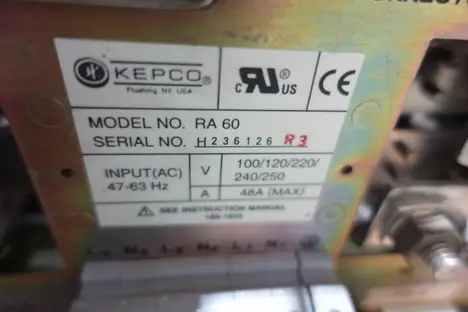 KEPCO®
Flushing, NY. USA
C RU US
CE
MODEL NO. RA 60
SERIAL NO. H236126 R3
INPUT(AC)
47-63 Hz
V
100/120/220/
240/250
A
48A (MAX)
SEE INSTRUCTION MANUAL